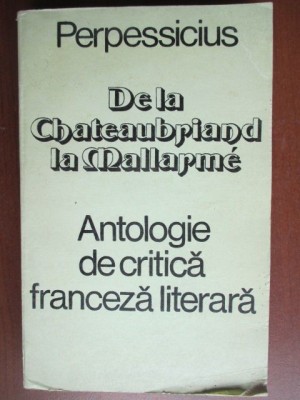 Perpessicius
De la
Chateaubriand
la Mallarmé
Antologie
de critică
franceză literară